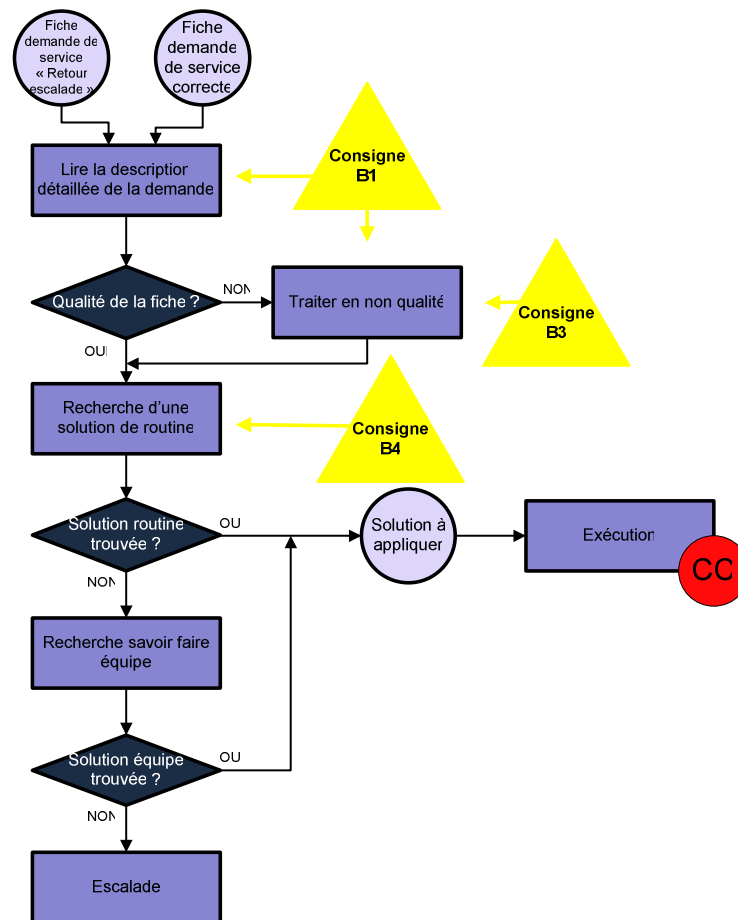 Fiche
demande de
service
« Retour
escalade »
Fiche
demande
de service
correcte
Consigne
B1
Lire la description
détaillée de la demande
Qualité de la fiche ?
NON
Traiter en non qualité
Consigne
B3
OUI
Recherche d'une
solution de routine
Consigne
B4
Solution routine
trouvée ?
OU
Solution à
appliquer
Exécution
CC
NON
Recherche savoir faire
équipe
Solution équipe
trouvée ?
OU
NON
Escalade